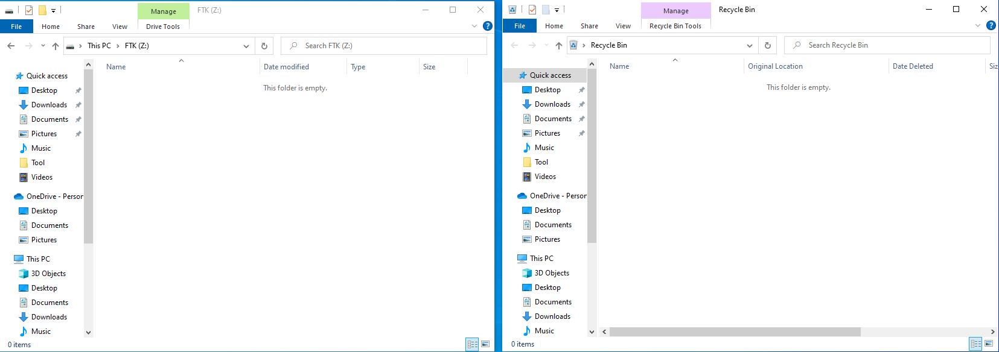 Manage
FTK (Z:)
File
Home
Share
View
Drive Tools
?
This PC
FTK (Z:)
Search FTK (Z:)
Name
Date modified
Type
Size
This folder is empty.
Quick access
Desktop
Downloads
Documents
Pictures
Music
Tool
Videos
OneDrive - Person
Desktop
Documents
Pictures
This PC
3D Objects
Desktop
Documents
Downloads
Music
0 items
Manage
Recycle Bin
File
Home
Share
View
Recycle Bin Tools
?
Recycle Bin
Search Recycle Bin
Name
Original Location
Date Deleted
Siz
This folder is empty.
Quick access
Desktop
Downloads
Documents
Pictures
Music
Tool
Videos
OneDrive - Person
Desktop
Documents
Pictures
This PC
3D Objects
Desktop
Documents
Downloads
Music
0 items